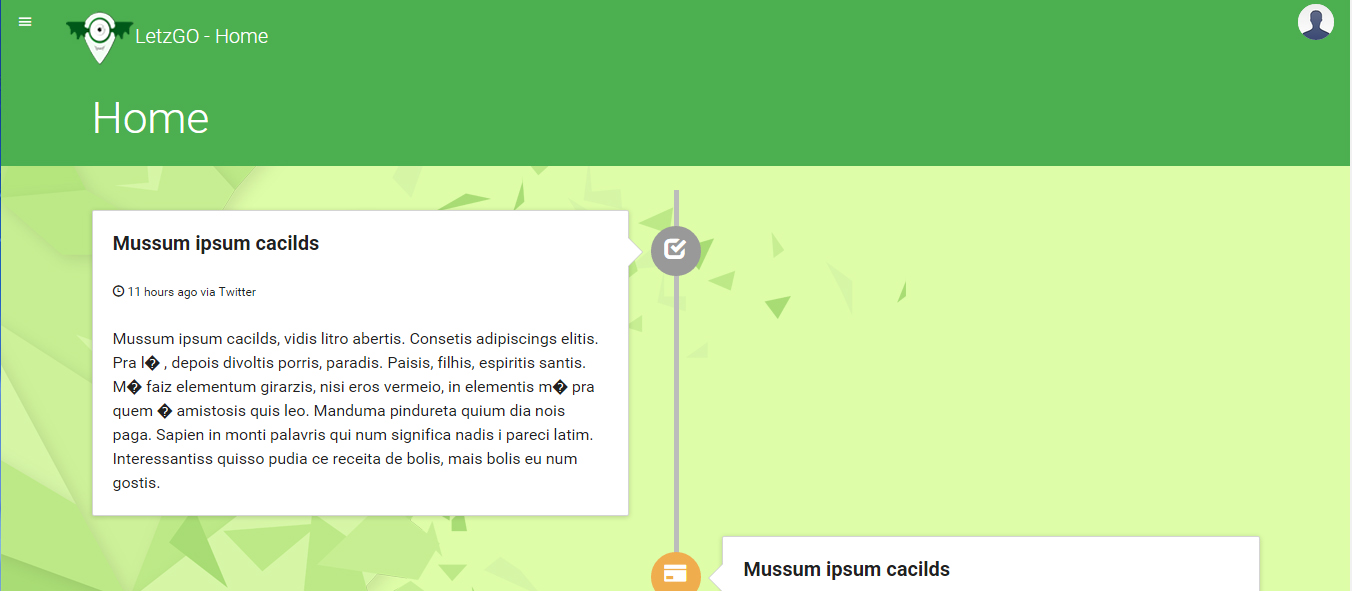 LetzGO - Home
Home
Mussum ipsum cacilds
11 hours ago via Twitter
Mussum ipsum cacilds, vidis litro abertis. Consetis adipiscings elitis.
Pra l� , depois divoltis porris, paradis. Paisis, filhis, espiritis santis.
M� faiz elementum girarzis, nisi eros vermeio, in elementis m� pra
quem � amistosis quis leo. Manduma pindureta quium dia nois
paga. Sapien in monti palavris qui num significa nadis i pareci latim.
Interessantiss quisso pudia ce receita de bolis, mais bolis eu num
gostis.
Mussum ipsum cacilds